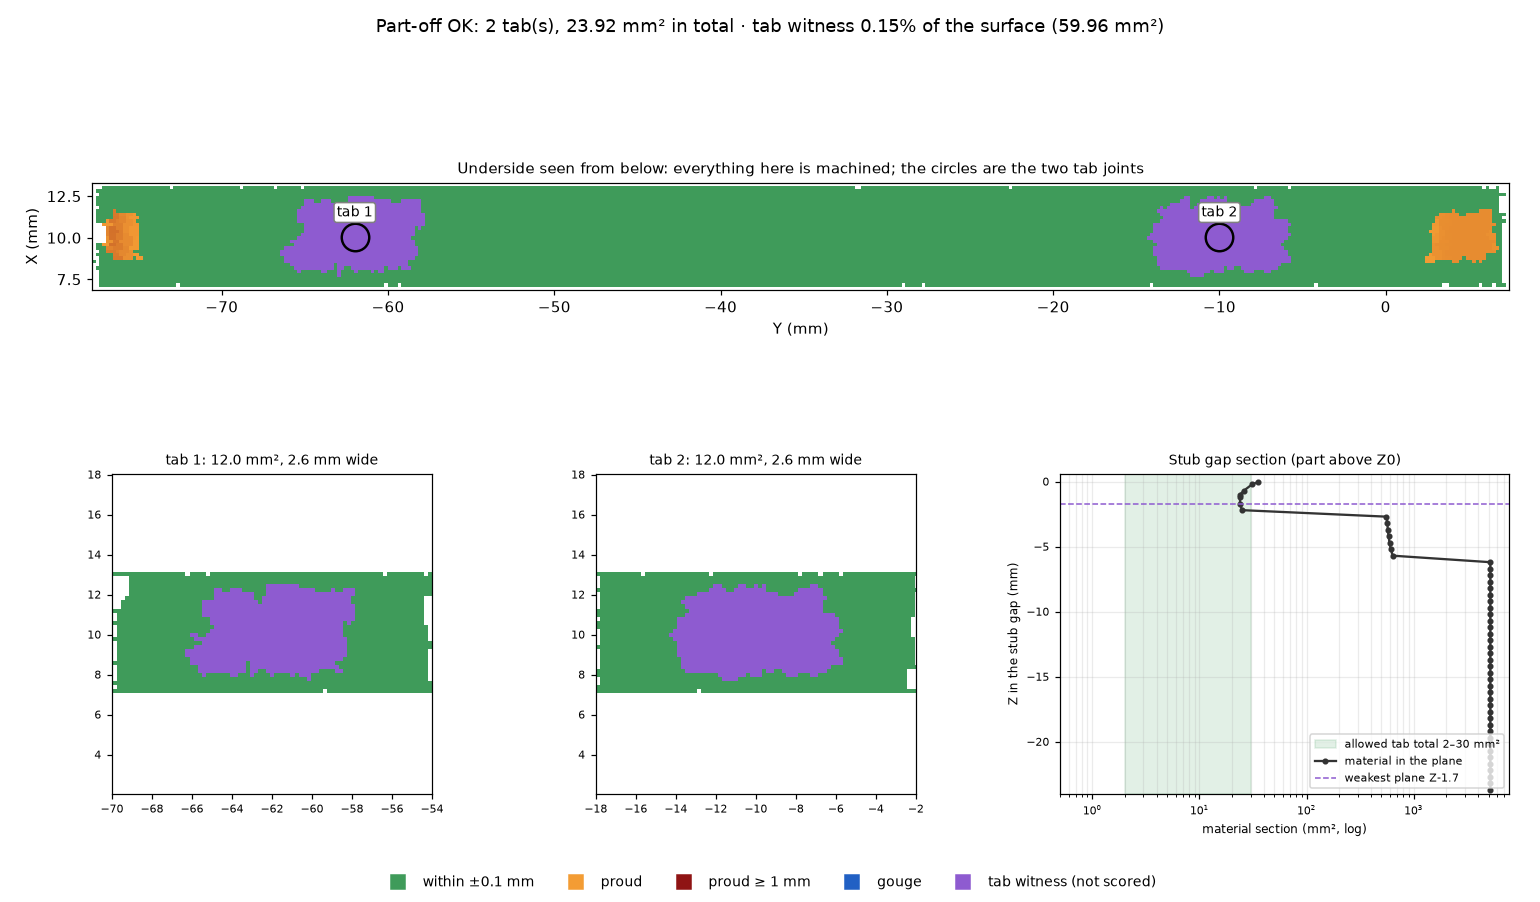 Part-off OK: 2 tab(s), 23.92 mm² in total · tab witness 0.15% of the surface (59.96 mm²)
Underside seen from below: everything here is machined; the circles are the two tab joints
X (mm)
12.5
10.0
7.5
tab 1
tab 2
−70
−60
−50
−40
−30
−20
−10
0
Y (mm)
tab 1: 12.0 mm², 2.6 mm wide
18
16
14
12
10
8
6
4
−70
−68
−66
−64
−62
−60
−58
−56
−54
tab 2: 12.0 mm², 2.6 mm wide
18
16
14
12
10
8
6
4
−18
−16
−14
−12
−10
−8
−6
−4
−2
Stub gap section (part above Z0)
Z in the stub gap (mm)
0
−5
−10
−15
−20
allowed tab total 2–30 mm²
material in the plane
weakest plane Z-1.7
10⁰
10¹
10²
10³
material section (mm², log)
within ±0.1 mm
proud
proud ≥ 1 mm
gouge
tab witness (not scored)